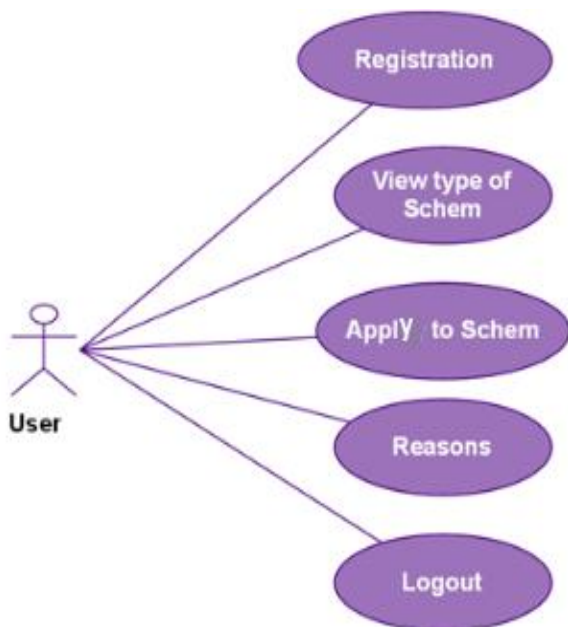 Registration
View type of
Schem
Apply to Schem
User
Reasons
Logout